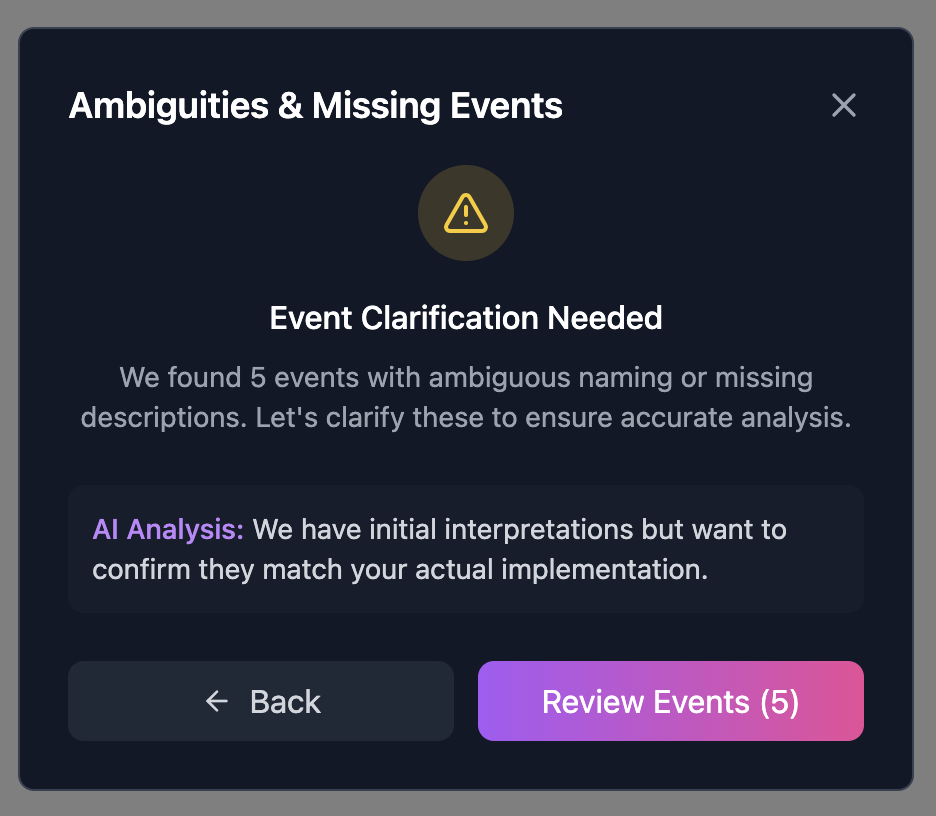 Ambiguities & Missing Events
Event Clarification Needed
We found 5 events with ambiguous naming or missing
descriptions. Let's clarify these to ensure accurate analysis.
AI Analysis: We have initial interpretations but want to
confirm they match your actual implementation.
← Back
Review Events (5)